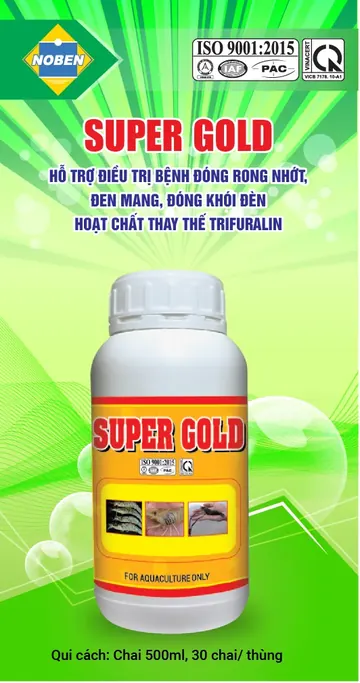 NOBEN
ISO 9001:2015
IAF
PAC
VINACERT
VICB 7178, 10-A1
SUPER GOLD
HỖ TRỢ ĐIỀU TRỊ BỆNH ĐÓNG RONG NHỚT,
ĐEN MANG, ĐÓNG KHÓI ĐÈN
HOẠT CHẤT THAY THẾ TRIFURALIN
SUPER GOLD
ISO 9001:2015
FOR AQUACULTURE ONLY
Qui cách: Chai 500ml, 30 chai/ thùng